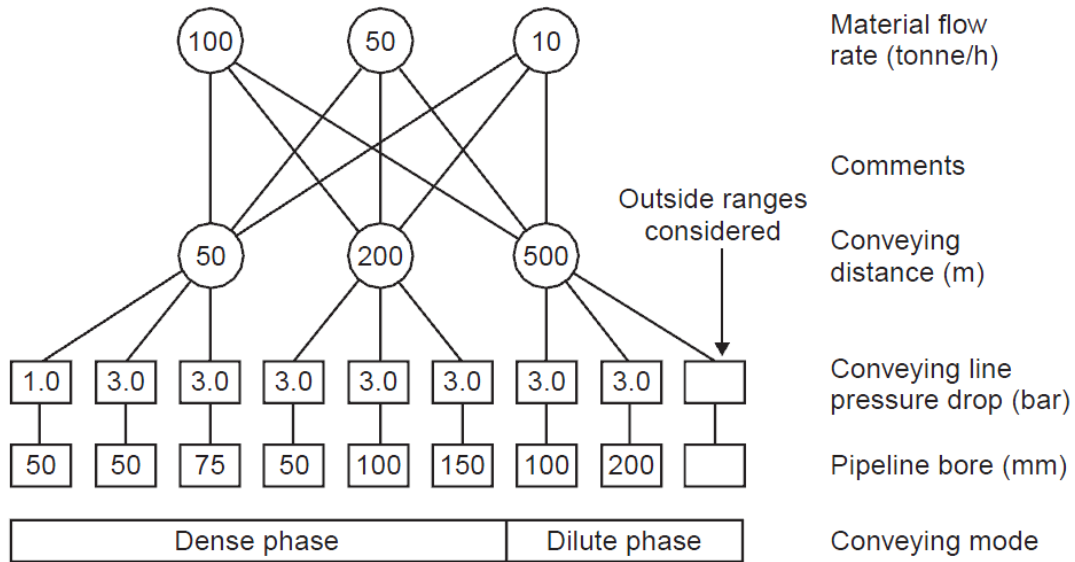 100 50 10 Material flow
rate (tonne/h)
Comments
Outside ranges
considered
50 200 500 Conveying
distance (m)
1.0 3.0 3.0 3.0 3.0 3.0 3.0 3.0 Conveying line
pressure drop (bar)
50 50 75 50 100 150 100 200 Pipeline bore (mm)
Dense phase Dilute phase Conveying mode